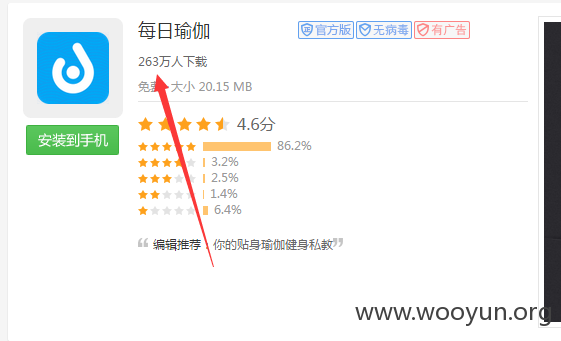 每日瑜伽
官方版 无病毒 有广告
263万人下载
免费 大小 20.15 MB
安装到手机
4.6分
86.2%
3.2%
2.5%
1.4%
6.4%
编辑推荐：你的贴身瑜伽健身私教
www.wooyun.org